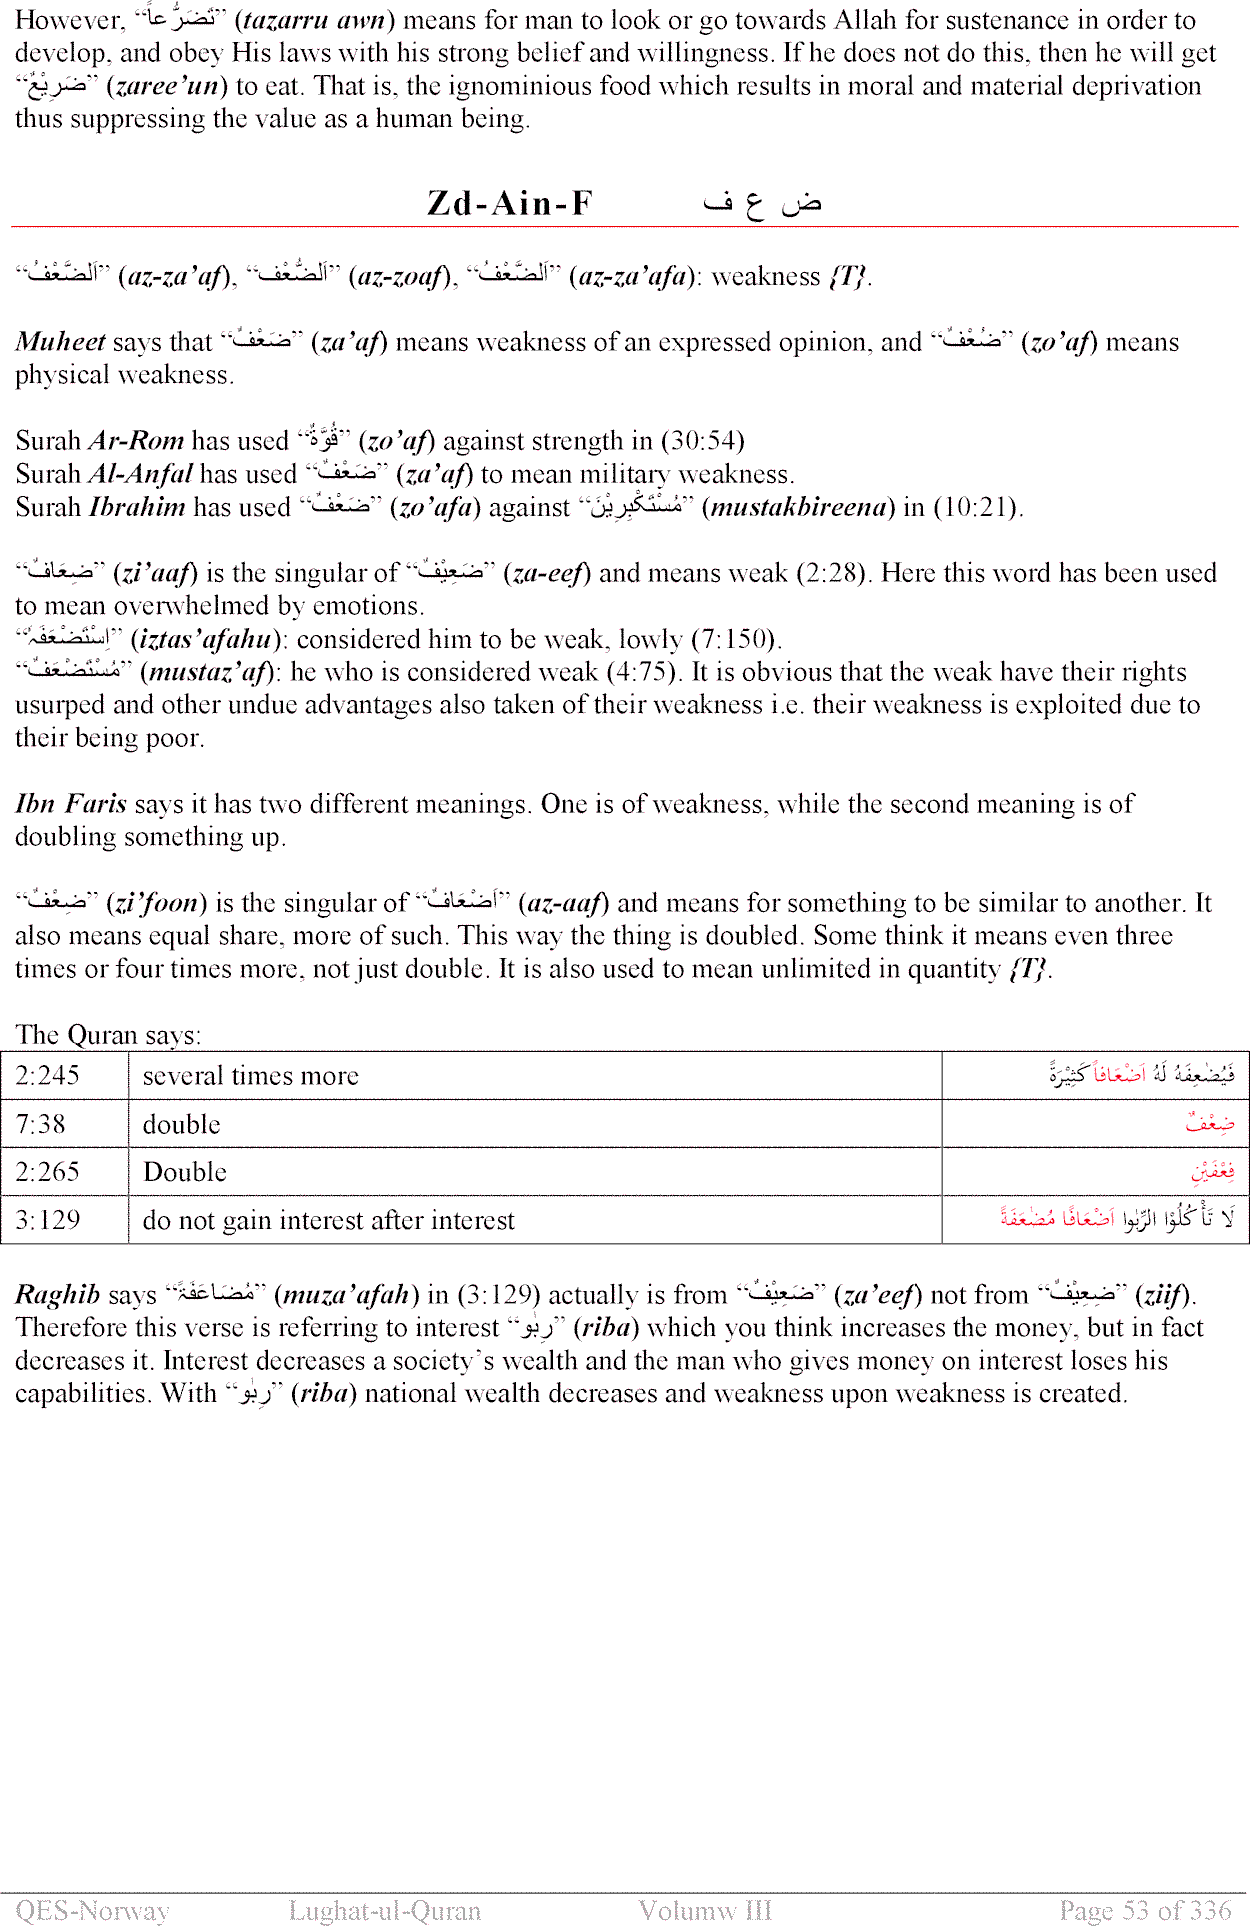 However, “تَضَرُّعاً” (tazarru awn) means for man to look or go towards Allah for sustenance in order to
develop, and obey His laws with his strong belief and willingness. If he does not do this, then he will get
“ضَرِیْعٌ” (zaree’un) to eat. That is, the ignominious food which results in moral and material deprivation
thus suppressing the value as a human being.
Zd-Ain-F ض ع ف
“اَلضَّعْفُ” (az-za’af), “اَلضُّعْف” (az-zoaf), “اَلضَّعْفُ” (az-za’afa): weakness {T}.
Muheet says that “ضَعْفٌ” (za’af) means weakness of an expressed opinion, and “ضُعْفٌ” (zo’af) means
physical weakness.
Surah Ar-Rom has used “قُوَّۃٌ” (zo’af) against strength in (30:54)
Surah Al-Anfal has used “ضَعْفٌ” (za’af) to mean military weakness.
Surah Ibrahim has used “ضَعْفٌ” (zo’afa) against “مُسْتَکْبِرِیْنَ” (mustakbireena) in (10:21).
“ضِعَافٌ” (zi’aaf) is the singular of “ضَعِیْفٌ” (za-eef) and means weak (2:28). Here this word has been used
to mean overwhelmed by emotions.
“اِسْتَضْعَفَہٗ” (iztas’afahu): considered him to be weak, lowly (7:150).
“مُسْتَضْعَفٌ” (mustaz’af): he who is considered weak (4:75). It is obvious that the weak have their rights
usurped and other undue advantages also taken of their weakness i.e. their weakness is exploited due to
their being poor.
Ibn Faris says it has two different meanings. One is of weakness, while the second meaning is of
doubling something up.
“ضِعْفٌ” (zi’foon) is the singular of “اَضْعَافٌ” (az-aaf) and means for something to be similar to another. It
also means equal share, more of such. This way the thing is doubled. Some think it means even three
times or four times more, not just double. It is also used to mean unlimited in quantity {T}.
The Quran says:
2:245 several times more فَیُضٰعِفَہٗ لَہٗ اَضْعَافاً کَثِیْرَۃً
7:38 double ضِعْفٌ
2:265 Double فِعْفَیْنِ
3:129 do not gain interest after interest لَا تَأْکُلُوْا الرِّبٰوا اَضْعَافًا مُضٰعَفَۃً
Raghib says “مُضَاعَفَۃً” (muza’afah) in (3:129) actually is from “ضَعِیْفٌ” (za’eef) not from “ضِعِیْفٌ” (ziif).
Therefore this verse is referring to interest “رِبٰو” (riba) which you think increases the money, but in fact
decreases it. Interest decreases a society’s wealth and the man who gives money on interest loses his
capabilities. With “رِبٰو” (riba) national wealth decreases and weakness upon weakness is created.
QES-Norway Lughat-ul-Quran Volumw III Page 53 of 336